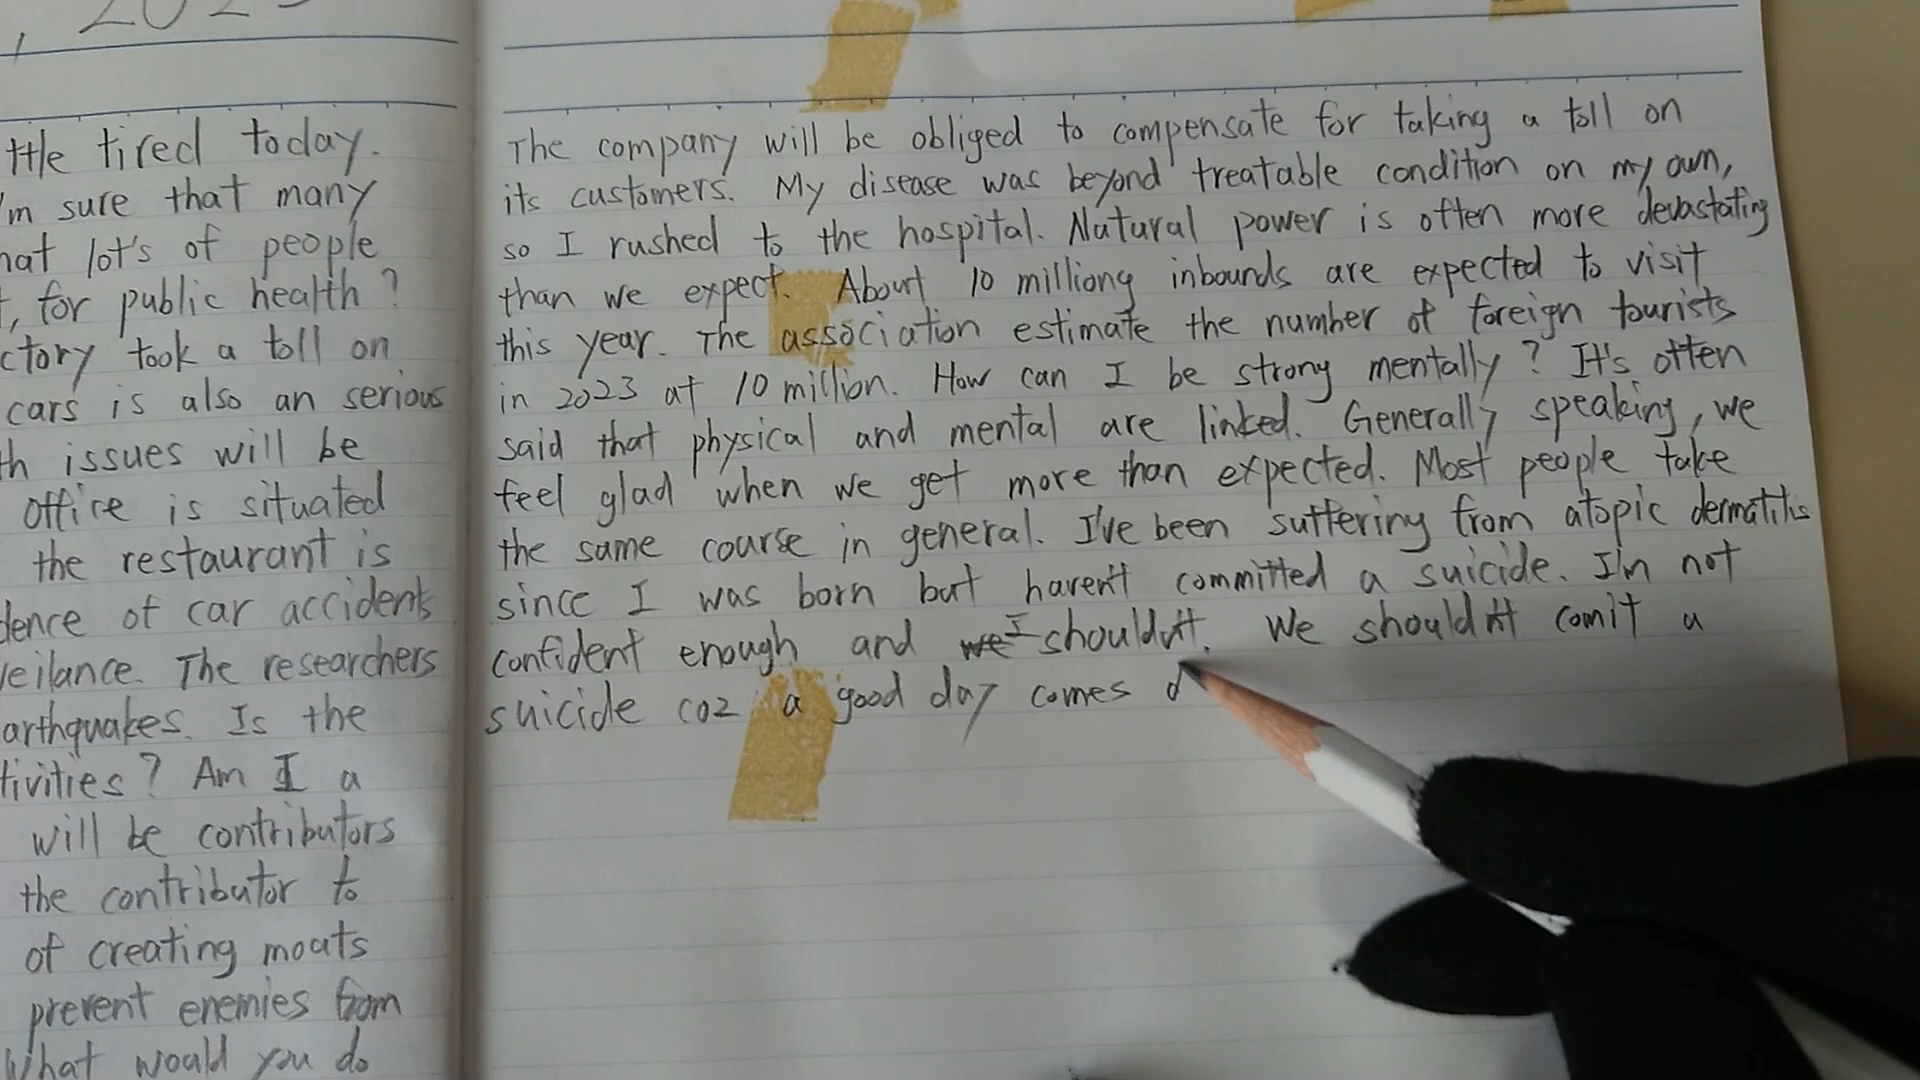 , 202
ttle tired today.
'm sure that many
hat lot's of people
, for public health?
ctory took a toll on
cars is also an serious
th issues will be
office is situated
the restaurant is
dence of car accidents
veilance. The researchers
arthquakes. Is the
tivities? Am I a
will be contributors
the contributor to
of creating moats
prevent enemies from
What would you do
The company will be obliged to compensate for taking a toll on
its customers. My disease was beyond treatable condition on my own,
so I rushed to the hospital. Natural power is often more devastating
than we expect. About 10 milliong inbounds are expected to visit
this year. The association estimate the number of foreign tourists
in 2023 at 10 million. How can I be strong mentally? It's often
said that physical and mental are linked. Generally speaking, we
feel glad when we get more than expected. Most people take
the same course in general. I've been suffering from atopic dermatitis
since I was born but haven't committed a suicide. I'm not
confident enough and we I shouldn't. We shouldn't comit a
suicide coz a good day comes d